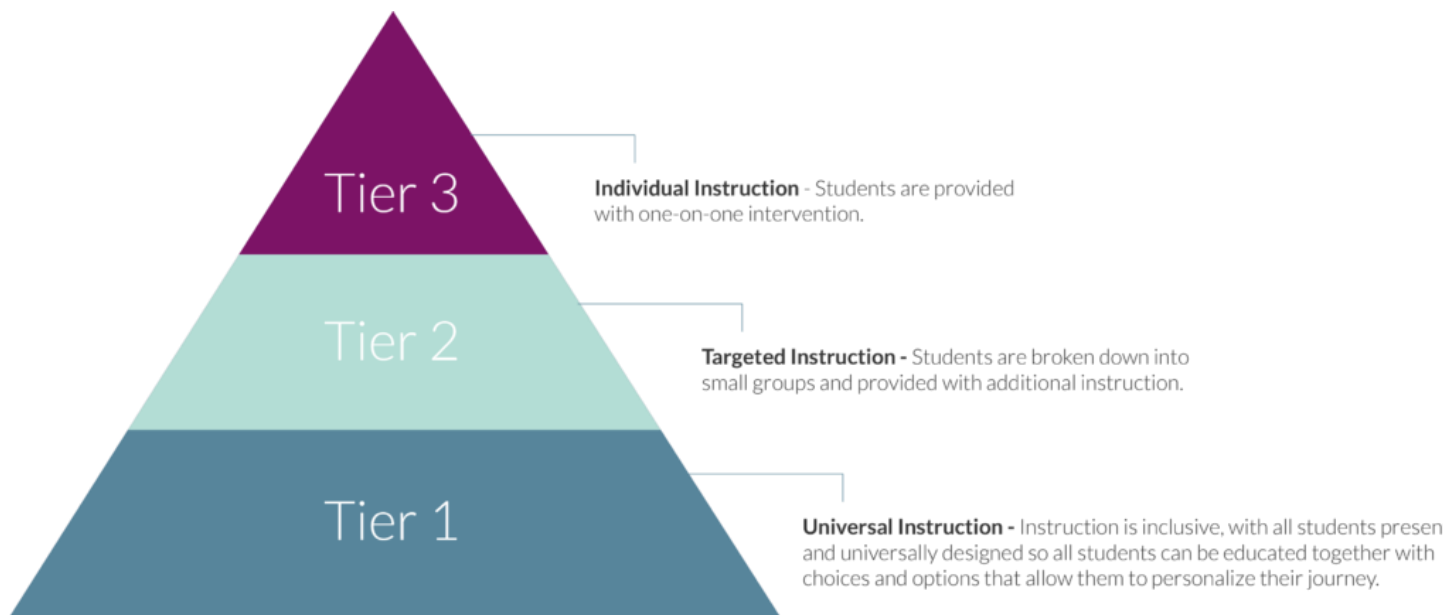 Tier 3
Individual Instruction - Students are provided
with one-on-one intervention.
Tier 2
Targeted Instruction - Students are broken down into
small groups and provided with additional instruction.
Tier 1
Universal Instruction - Instruction is inclusive, with all students presen
and universally designed so all students can be educated together with
choices and options that allow them to personalize their journey.